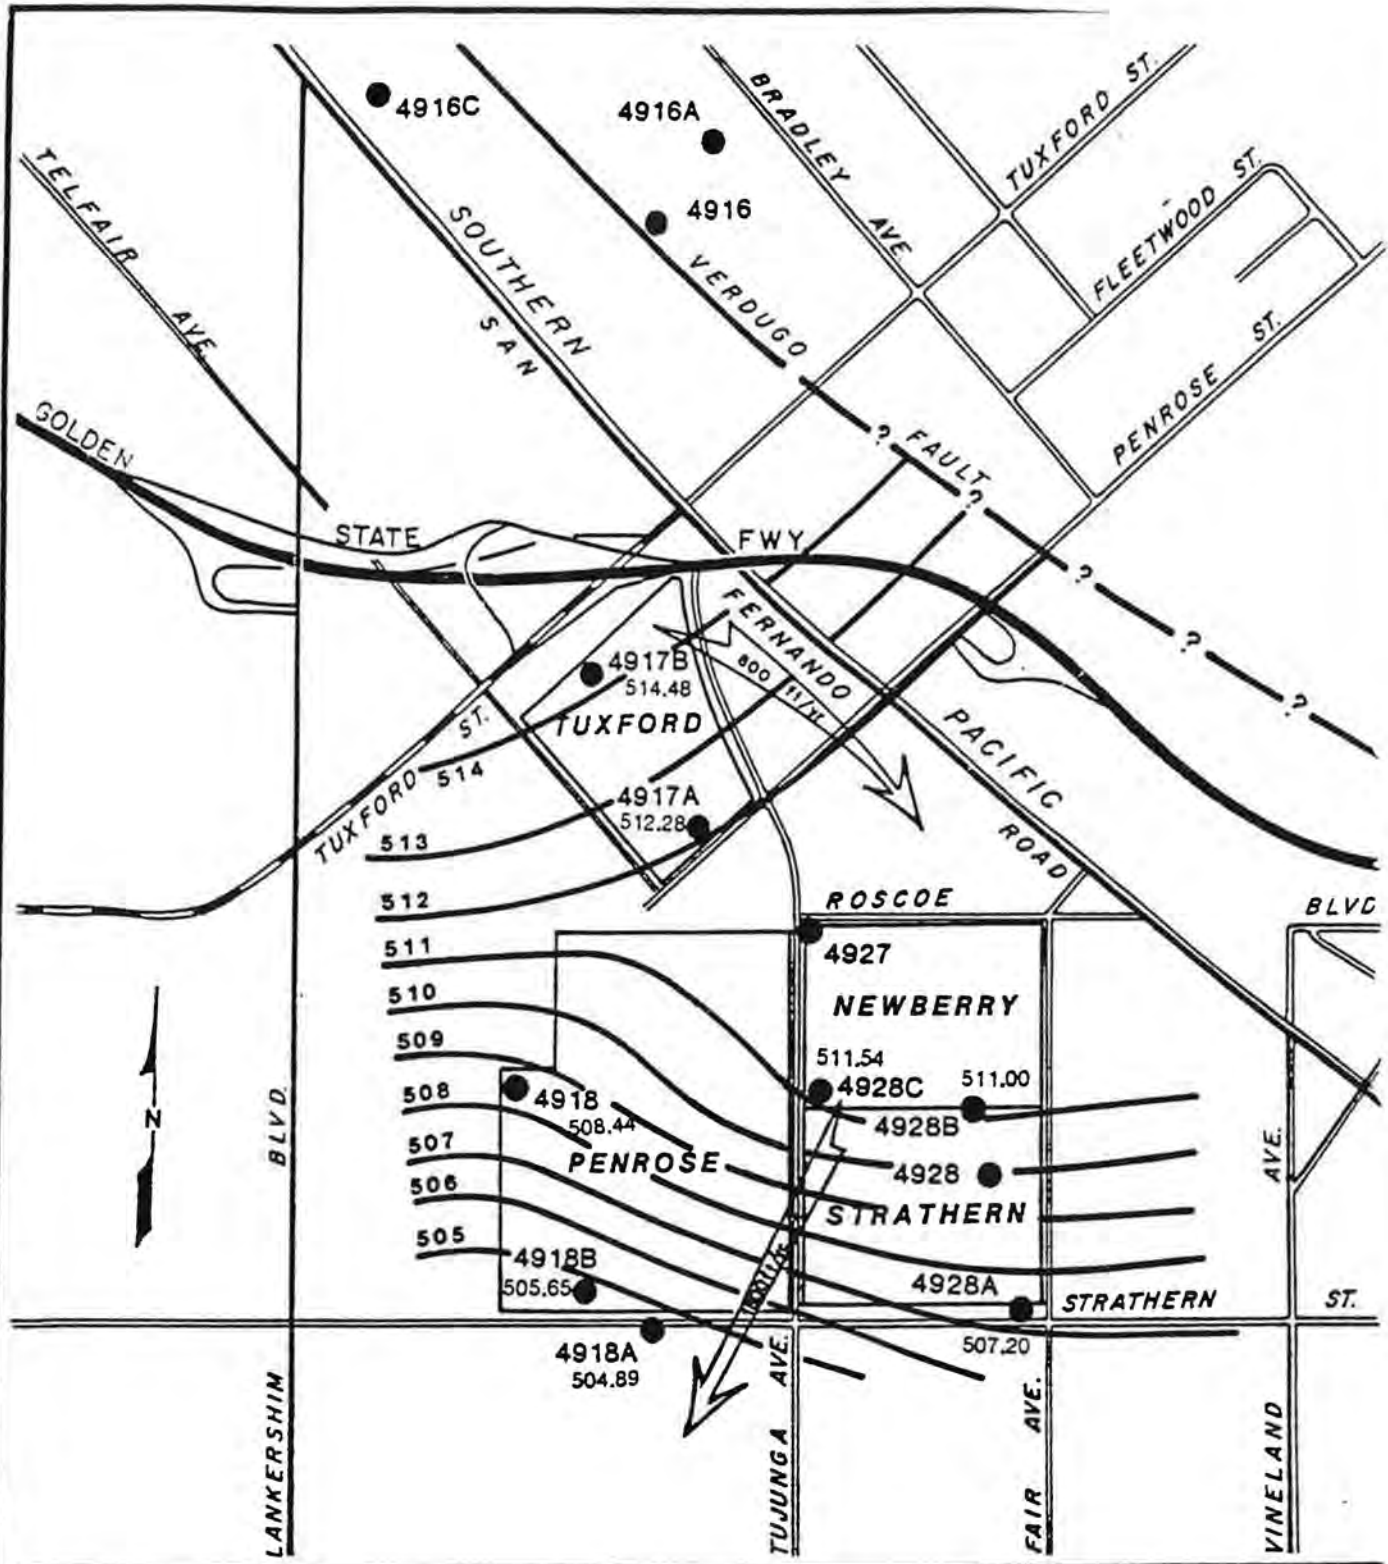 4916C
4916A
4916
BRADLEY AVE.
TUXFORD ST.
FLEETWOOD ST.
PENROSE ST.
TELFAIR AVE.
SOUTHERN
SAN
VERDUGO
? FAULT
?
?
?
?
GOLDEN
STATE
FWY
FERNANDO
800 ft/yr
4917B
514.48
TUXFORD
PACIFIC
ROAD
TUXFORD ST.
514
4917A
512.28
513
512
511
510
509
508
507
506
505
ROSCOE
BLVD
4927
NEWBERRY
511.54
4928C
511.00
4928B
4918
508.44
PENROSE
4928
STRATHERN
4918B
505.65
4928A
507.20
STRATHERN ST.
4918A
504.89
N
LANKERSHIM BLVD.
TUJUNGA AVE.
FAIR AVE.
VINELAND AVE.